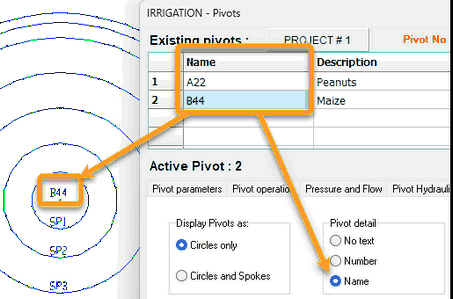 IRRIGATION - Pivots
Existing pivots :
PROJECT # 1
Pivot No
Name Description
1 A22 Peanuts
2 B44 Maize
Active Pivot : 2
Pivot parameters Pivot operation Pressure and Flow Pivot Hydrauli
Display Pivots as:
Circles only
Circles and Spokes
Pivot detail
No text
Number
Name
B44
SP1
SP2
SP3